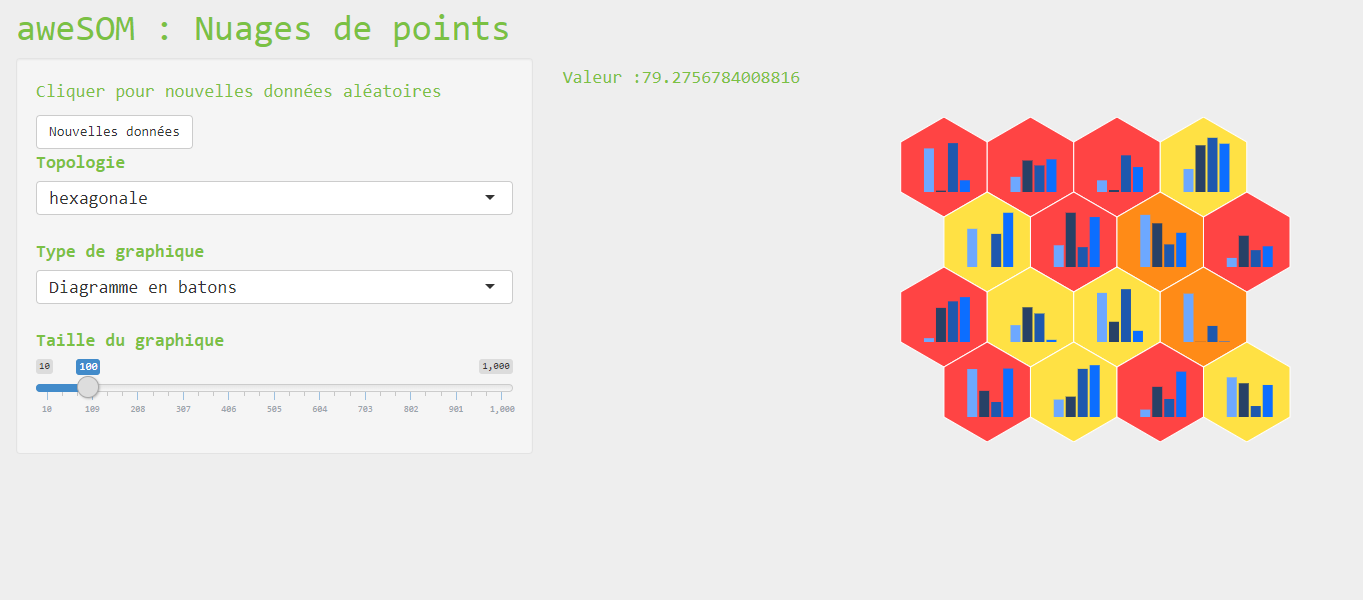 aweSOM : Nuages de points
Cliquer pour nouvelles données aléatoires
Nouvelles données
Topologie
hexagonale
Type de graphique
Diagramme en batons
Taille du graphique
10 100 1,000
10 109 208 307 406 505 604 703 802 901 1,000
Valeur :79.2756784008816